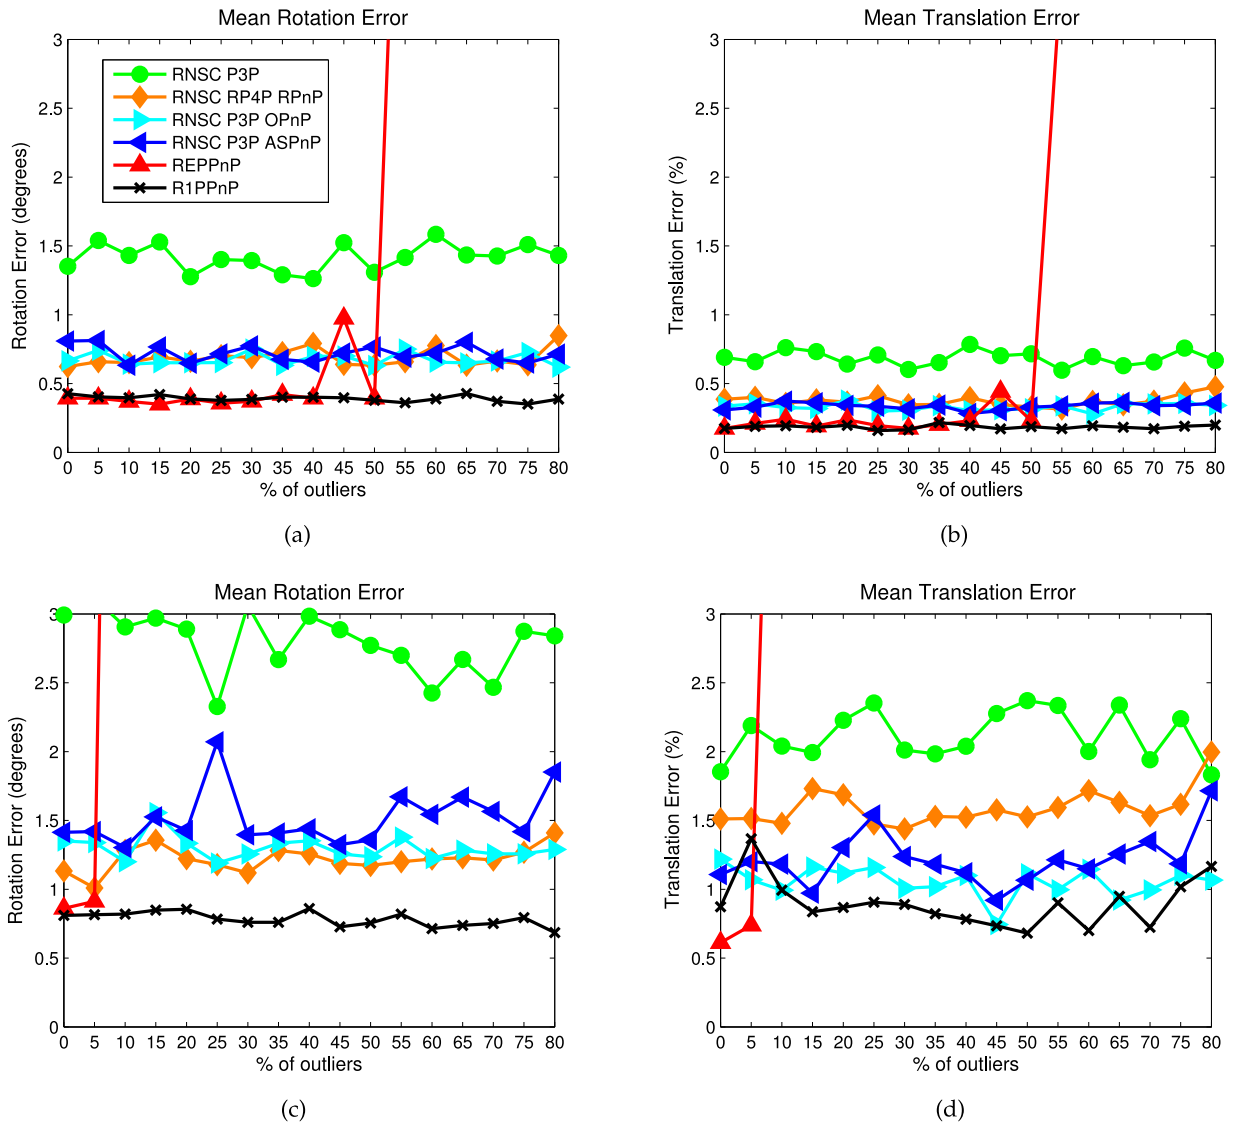 Mean Rotation Error
3
2.5
2
1.5
1
0.5
0
Rotation Error (degrees)
RNSC P3P
RNSC RP4P RPnP
RNSC P3P OPnP
RNSC P3P ASPnP
REPPnP
R1PPnP
0 5 10 15 20 25 30 35 40 45 50 55 60 65 70 75 80
% of outliers
(a)
Mean Translation Error
3
2.5
2
1.5
1
0.5
0
Translation Error (%)
0 5 10 15 20 25 30 35 40 45 50 55 60 65 70 75 80
% of outliers
(b)
Mean Rotation Error
3
2.5
2
1.5
1
0.5
0
Rotation Error (degrees)
0 5 10 15 20 25 30 35 40 45 50 55 60 65 70 75 80
% of outliers
(c)
Mean Translation Error
3
2.5
2
1.5
1
0.5
0
Translation Error (%)
0 5 10 15 20 25 30 35 40 45 50 55 60 65 70 75 80
% of outliers
(d)